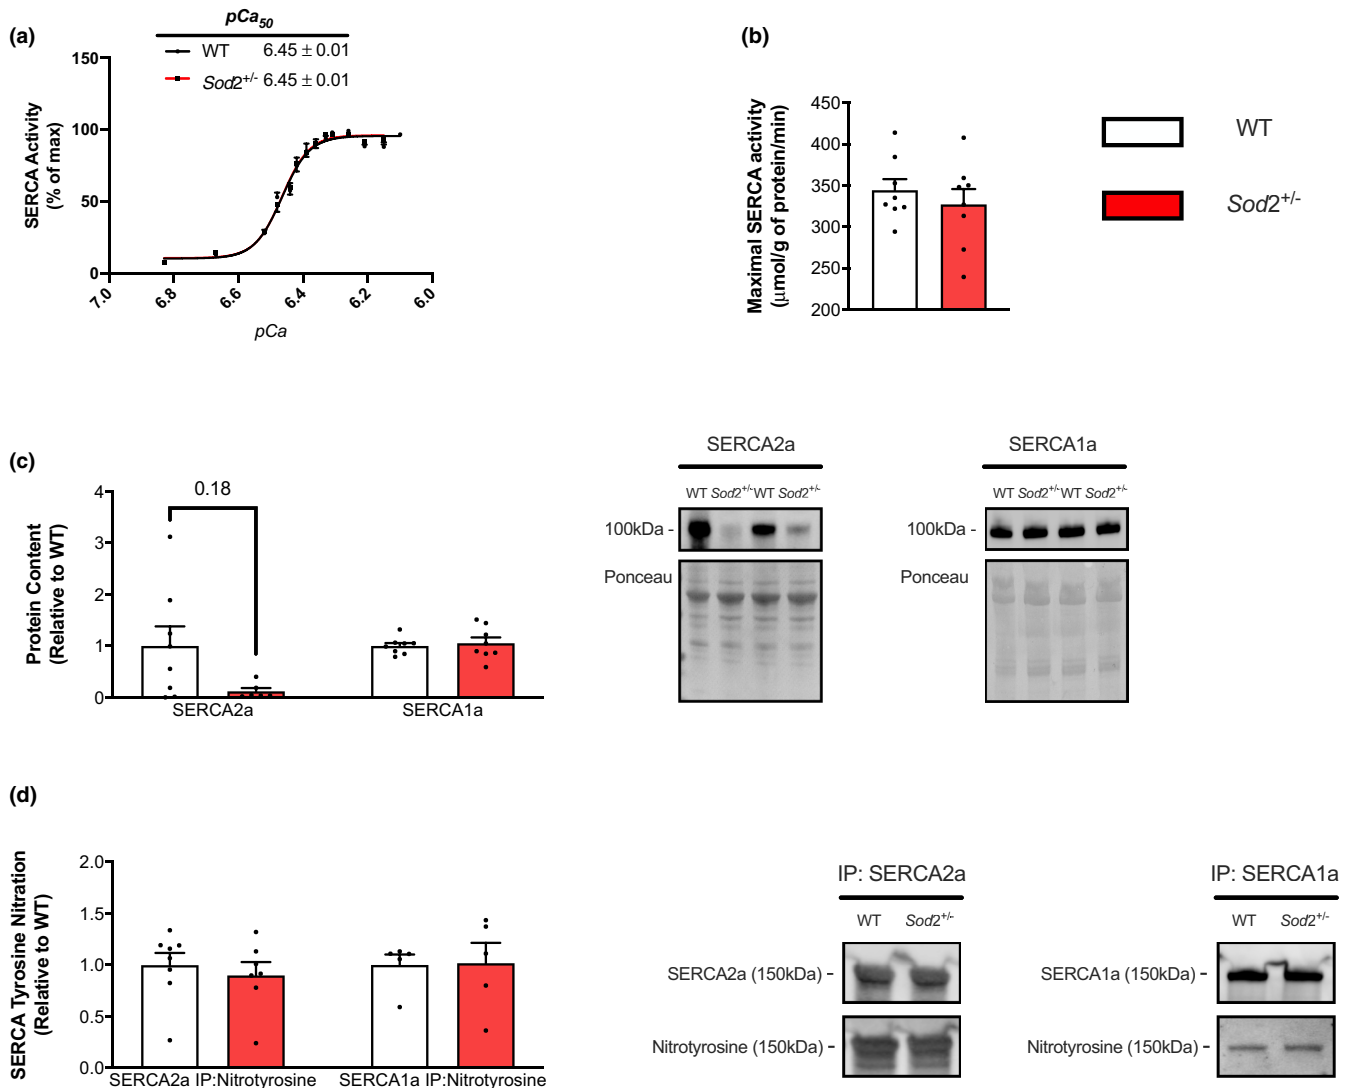 (a)
pCa50
WT 6.45 ± 0.01
Sod2+/- 6.45 ± 0.01
SERCA Activity
(% of max)
150
100
50
0
7.0 6.8 6.6 6.4 6.2 6.0
pCa
(b)
Maximal SERCA activity
(μmol/g of protein/min)
450
400
350
300
250
200
WT
Sod2+/-
(c)
Protein Content
(Relative to WT)
4
3
2
1
0
0.18
SERCA2a SERCA1a
SERCA2a
WT Sod2+/- WT Sod2+/-
100kDa -
Ponceau
SERCA1a
WT Sod2+/- WT Sod2+/-
100kDa -
Ponceau
(d)
SERCA Tyrosine Nitration
(Relative to WT)
2.0
1.5
1.0
0.5
0.0
SERCA2a IP:Nitrotyrosine SERCA1a IP:Nitrotyrosine
IP: SERCA2a
WT Sod2+/-
SERCA2a (150kDa) -
Nitrotyrosine (150kDa) -
IP: SERCA1a
WT Sod2+/-
SERCA1a (150kDa) -
Nitrotyrosine (150kDa) -